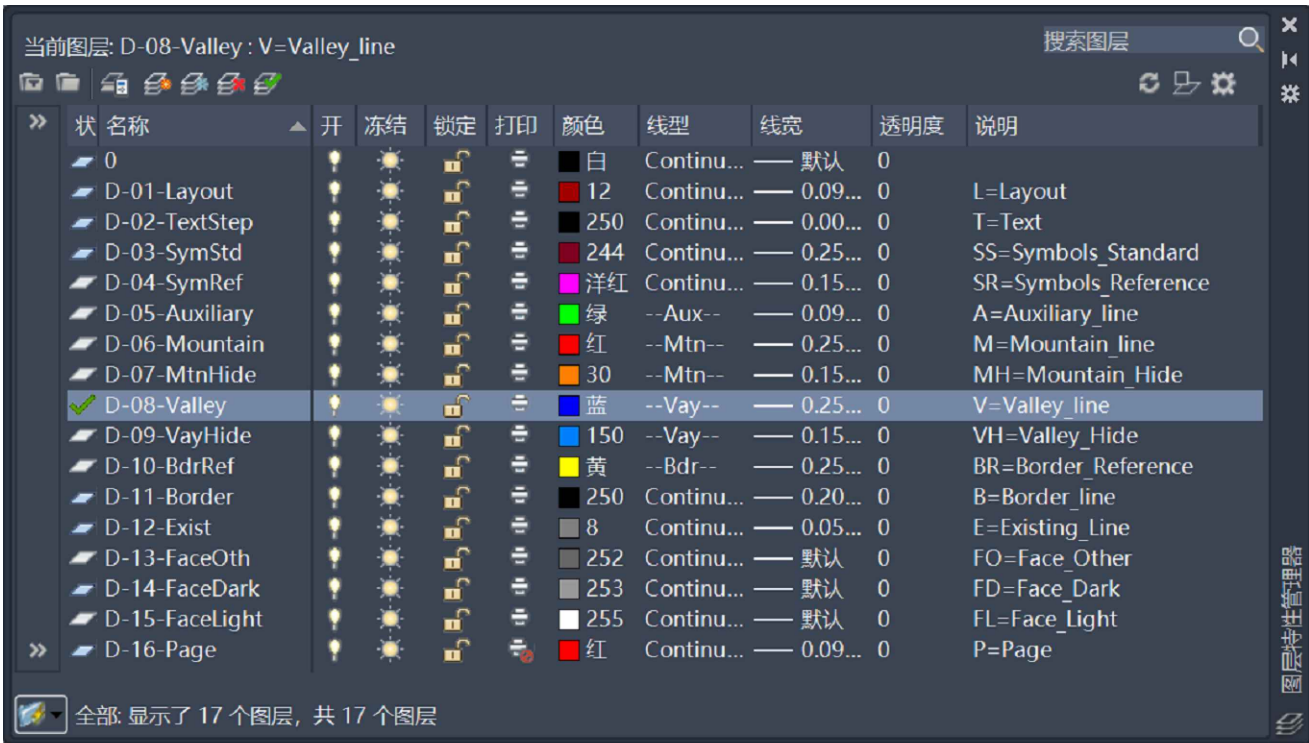 当前图层: D-08-Valley : V=Valley_line
搜索图层
状 名称 开 冻结 锁定 打印 颜色 线型 线宽 透明度 说明
0 白 Continu... 默认 0
D-01-Layout 12 Continu... 0.09... 0 L=Layout
D-02-TextStep 250 Continu... 0.00... 0 T=Text
D-03-SymStd 244 Continu... 0.25... 0 SS=Symbols_Standard
D-04-SymRef 洋红 Continu... 0.15... 0 SR=Symbols_Reference
D-05-Auxiliary 绿 --Aux-- 0.09... 0 A=Auxiliary_line
D-06-Mountain 红 --Mtn-- 0.25... 0 M=Mountain_line
D-07-MtnHide 30 --Mtn-- 0.15... 0 MH=Mountain_Hide
D-08-Valley 蓝 --Vay-- 0.25... 0 V=Valley_line
D-09-VayHide 150 --Vay-- 0.15... 0 VH=Valley_Hide
D-10-BdrRef 黄 --Bdr-- 0.25... 0 BR=Border_Reference
D-11-Border 250 Continu... 0.20... 0 B=Border_line
D-12-Exist 8 Continu... 0.05... 0 E=Existing_Line
D-13-FaceOth 252 Continu... 默认 0 FO=Face_Other
D-14-FaceDark 253 Continu... 默认 0 FD=Face_Dark
D-15-FaceLight 255 Continu... 默认 0 FL=Face_Light
D-16-Page 红 Continu... 0.09... 0 P=Page
全部: 显示了 17 个图层，共 17 个图层
图层特性管理器